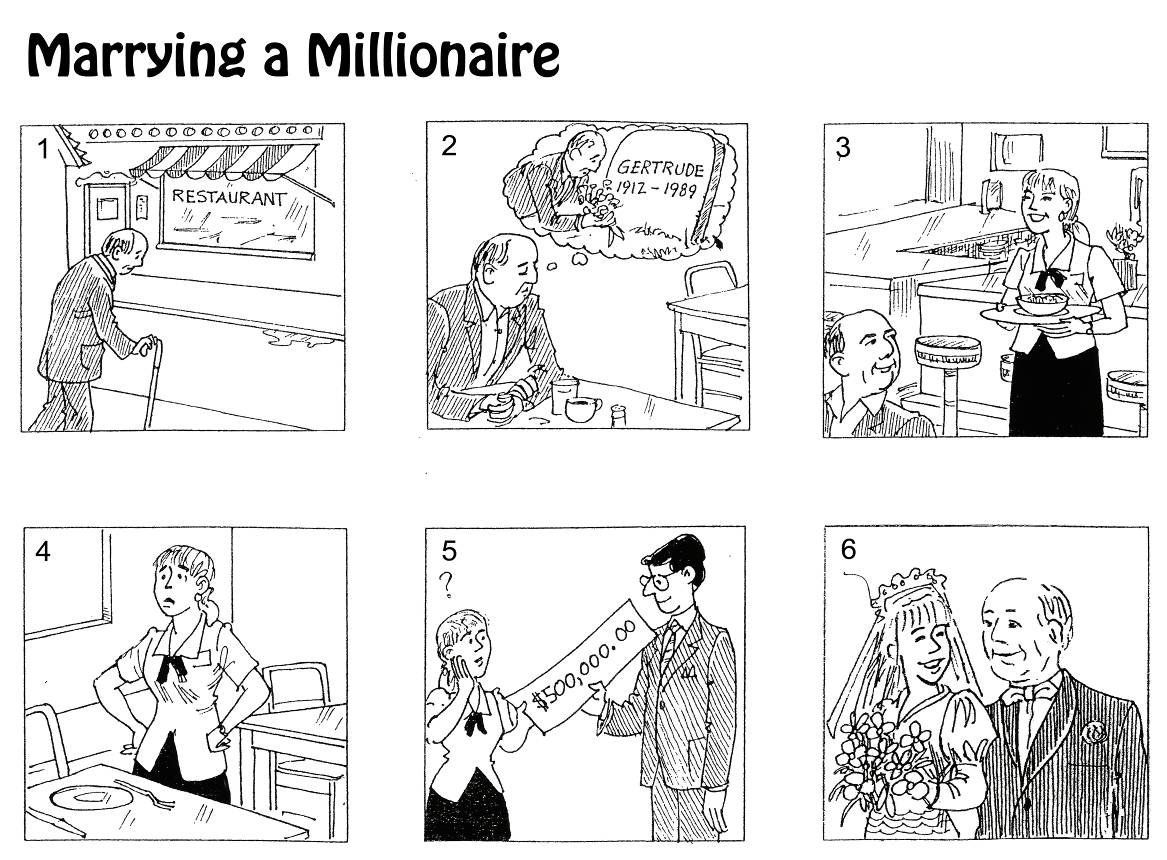 Marrying a Millionaire
1
RESTAURANT
2
GERTRUDE
1912 - 1989
3
4
5
?
$500,000.00
6